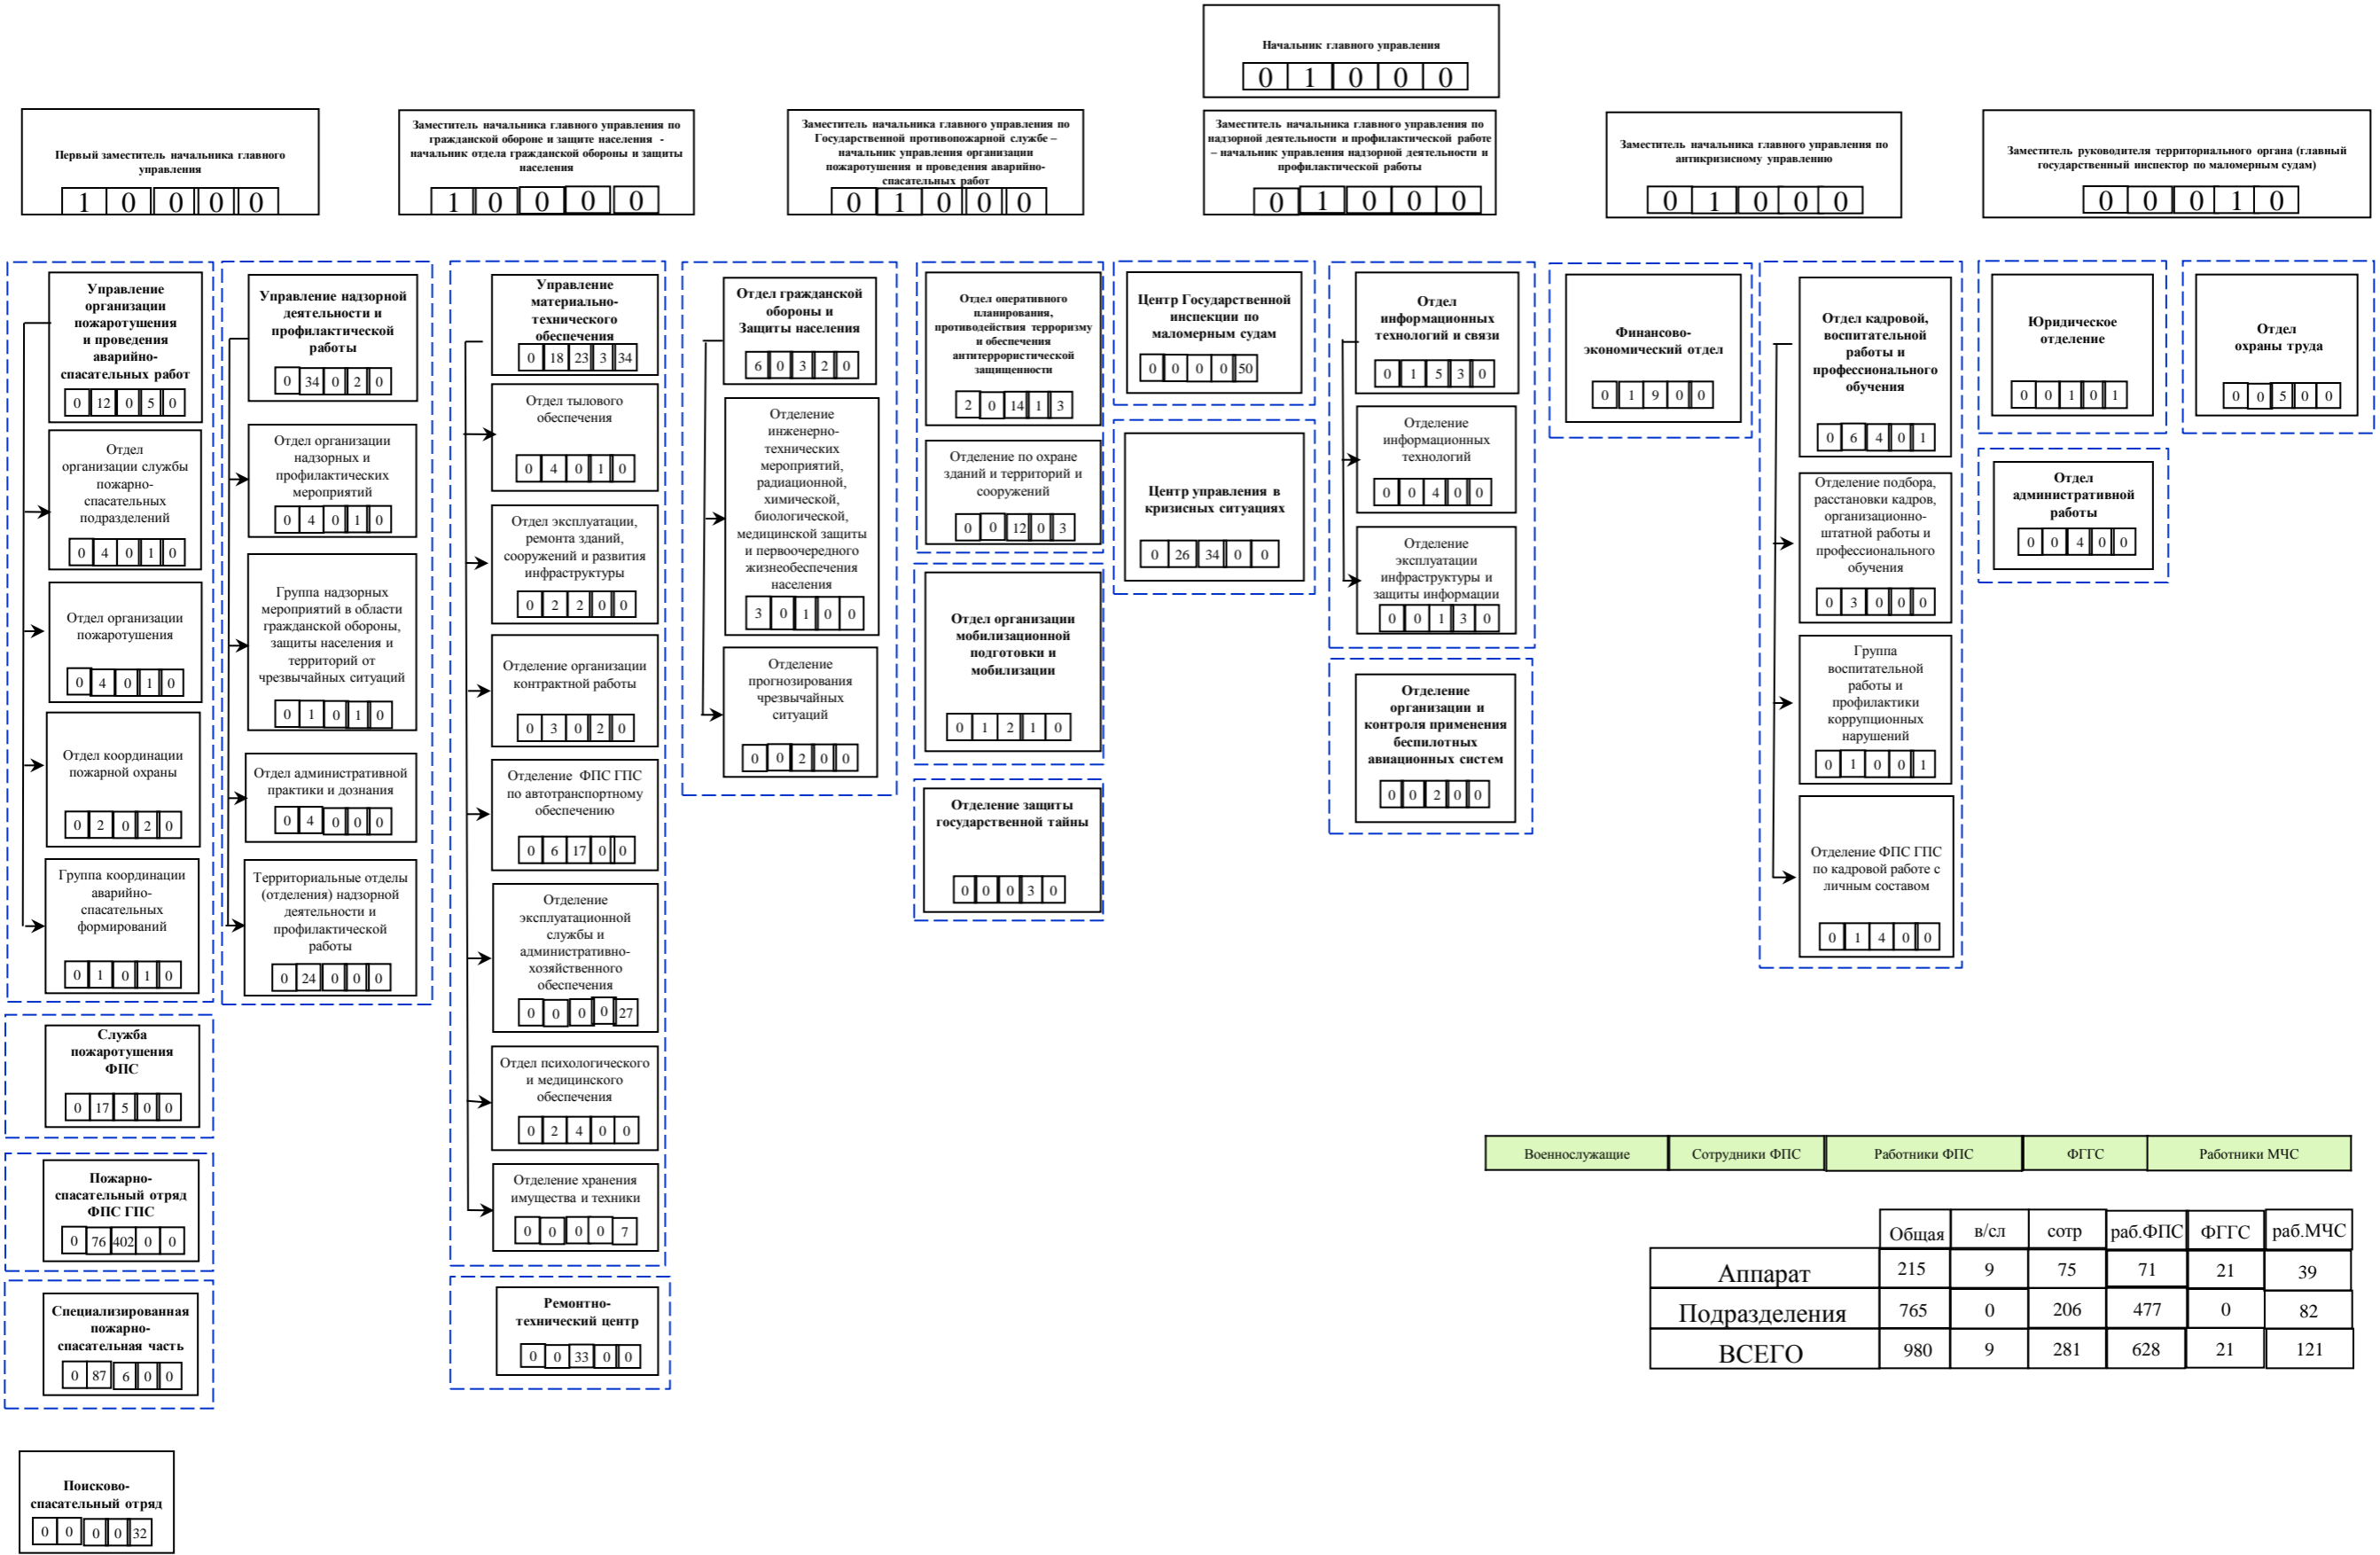 Начальник главного управления
0 1 0 0 0
Первый заместитель начальника главного
управления
1 0 0 0 0
Заместитель начальника главного управления по
гражданской обороне и защите населения -
начальник отдела гражданской обороны и защиты
населения
1 0 0 0 0
Заместитель начальника главного управления по
Государственной противопожарной службе –
начальник управления организации
пожаротушения и проведения аварийно-
спасательных работ
0 1 0 0 0
Заместитель начальника главного управления по
надзорной деятельности и профилактической работе
– начальник управления надзорной деятельности и
профилактической работы
0 1 0 0 0
Заместитель начальника главного управления по
антикризисному управлению
0 1 0 0 0
Заместитель руководителя территориального органа (главный
государственный инспектор по маломерным судам)
0 0 0 1 0
Управление
организации
пожаротушения
и проведения
аварийно-
спасательных работ
0 12 0 5 0
Отдел
организации службы
пожарно-
спасательных
подразделений
0 4 0 1 0
Отдел организации
пожаротушения
0 4 0 1 0
Отдел координации
пожарной охраны
0 2 0 2 0
Группа координации
аварийно-
спасательных
формирований
0 1 0 1 0
Служба
пожаротушения
ФПС
0 17 5 0 0
Пожарно-
спасательный отряд
ФПС ГПС
0 76 402 0 0
Специализированная
пожарно-
спасательная часть
0 87 6 0 0
Поисково-
спасательный отряд
0 0 0 0 32
Управление надзорной
деятельности и
профилактической
работы
0 34 0 2 0
Отдел организации
надзорных и
профилактических
мероприятий
0 4 0 1 0
Группа надзорных
мероприятий в области
гражданской обороны,
защиты населения и
территорий от
чрезвычайных ситуаций
0 1 0 1 0
Отдел административной
практики и дознания
0 4 0 0 0
Территориальные отделы
(отделения) надзорной
деятельности и
профилактической
работы
0 24 0 0 0
Управление
материально-
технического
обеспечения
0 18 23 3 34
Отдел тылового
обеспечения
0 4 0 1 0
Отдел эксплуатации,
ремонта зданий,
сооружений и развития
инфраструктуры
0 2 2 0 0
Отделение организации
контрактной работы
0 3 0 2 0
Отделение ФПС ГПС
по автотранспортному
обеспечению
0 6 17 0 0
Отделение
эксплуатационной
службы и
административно-
хозяйственного
обеспечения
0 0 0 0 27
Отдел психологического
и медицинского
обеспечения
0 2 4 0 0
Отделение хранения
имущества и техники
0 0 0 0 7
Ремонтно-
технический центр
0 0 33 0 0
Отдел гражданской
обороны и
Защиты населения
6 0 3 2 0
Отделение
инженерно-
технических
мероприятий,
радиационной,
химической,
биологической,
медицинской защиты
и первоочередного
жизнеобеспечения
населения
3 0 1 0 0
Отделение
прогнозирования
чрезвычайных
ситуаций
0 0 2 0 0
Отдел оперативного
планирования,
противодействия терроризму
и обеспечения
антитеррористической
защищенности
2 0 14 1 3
Отделение по охране
зданий и территорий и
сооружений
0 0 12 0 3
Отдел организации
мобилизационной
подготовки и
мобилизации
0 1 2 1 0
Отделение защиты
государственной тайны
0 0 0 3 0
Центр Государственной
инспекции по
маломерным судам
0 0 0 0 50
Центр управления в
кризисных ситуациях
0 26 34 0 0
Отдел
информационных
технологий и связи
0 1 5 3 0
Отделение
информационных
технологий
0 0 4 0 0
Отделение
эксплуатации
инфраструктуры и
защиты информации
0 0 1 3 0
Отделение
организации и
контроля применения
беспилотных
авиационных систем
0 0 2 0 0
Финансово-
экономический отдел
0 1 9 0 0
Отдел кадровой,
воспитательной
работы и
профессионального
обучения
0 6 4 0 1
Отделение подбора,
расстановки кадров,
организационно-
штатной работы и
профессионального
обучения
0 3 0 0 0
Группа
воспитательной
работы и
профилактики
коррупционных
нарушений
0 1 0 0 1
Отделение ФПС ГПС
по кадровой работе с
личным составом
0 1 4 0 0
Юридическое
отделение
0 0 1 0 1
Отдел
административной
работы
0 0 4 0 0
Отдел
охраны труда
0 0 5 0 0
Военнослужащие Сотрудники ФПС Работники ФПС ФГГС Работники МЧС
Общая в/сл сотр раб.ФПС ФГГС раб.МЧС
Аппарат 215 9 75 71 21 39
Подразделения 765 0 206 477 0 82
ВСЕГО 980 9 281 628 21 121